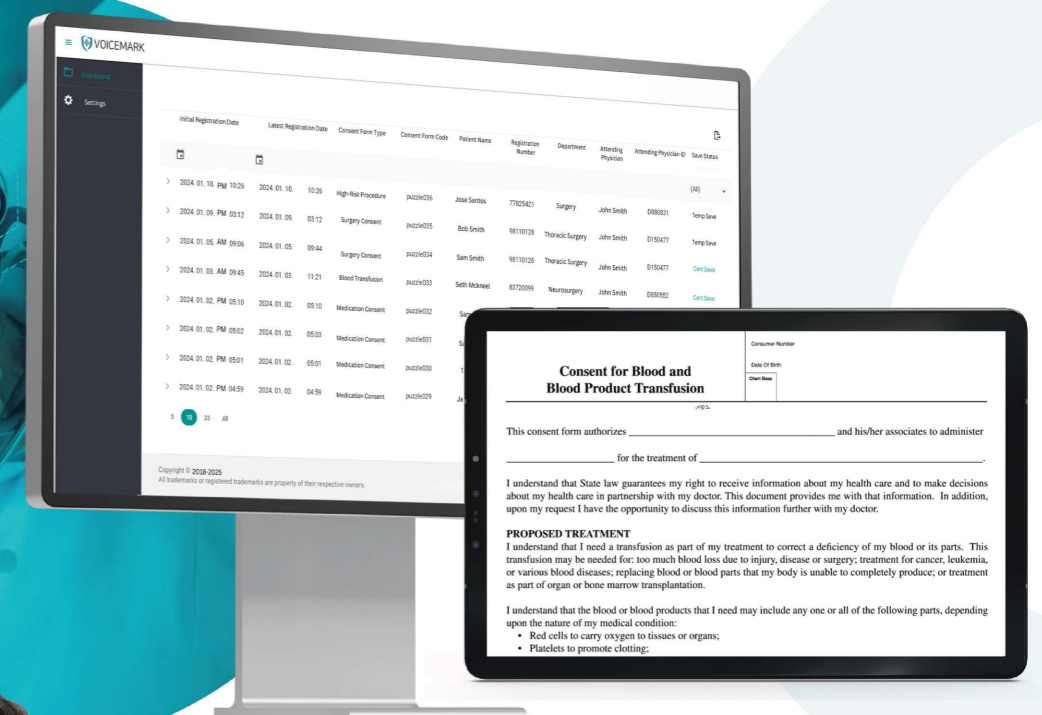 VOICEMARK
Dashboard
Settings
Initial Registration Date Latest Registration Date Consent Form Type Consent Form Code Patient Name Registration Number Department Attending Physician Attending Physician ID Save Status
(All)
2024. 01. 10. PM 10:26 2024. 01. 10. 10:26 High-Risk Procedure puzzle036 Jose Santos 77825421 Surgery John Smith D880831 Temp Save
2024. 01. 09. PM 03:12 2024. 01. 09. 03:12 Surgery Consent puzzle035 Bob Smith 98110128 Thoracic Surgery John Smith D150477 Temp Save
2024. 01. 05. AM 09:06 2024. 01. 05. 09:44 Surgery Consent puzzle034 Sam Smith 98110128 Thoracic Surgery John Smith D150477 Cert Save
2024. 01. 03. AM 09:45 2024. 01. 03. 11:21 Blood Transfusion puzzle033 Seth Mckneel 83720099 Neurosurgery John Smith D850552 Cert Save
2024. 01. 02. PM 05:10 2024. 01. 02. 05:10 Medication Consent puzzle032
2024. 01. 02. PM 05:02 2024. 01. 02. 05:03 Medication Consent puzzle031
2024. 01. 02. PM 05:01 2024. 01. 02. 05:01 Medication Consent puzzle030
2024. 01. 02. PM 04:59 2024. 01. 02. 04:59 Medication Consent puzzle029
5 10 20 All
Copyright © 2018-2025
All trademarks or registered trademarks are property of their respective owners.
Consumer Number
Date Of Birth
Chart Base
Consent for Blood and
Blood Product Transfusion
This consent form authorizes ____ and his/her associates to administer
____ for the treatment of ____.
I understand that State law guarantees my right to receive information about my health care and to make decisions
about my health care in partnership with my doctor. This document provides me with that information. In addition,
upon my request I have the opportunity to discuss this information further with my doctor.
PROPOSED TREATMENT
I understand that I need a transfusion as part of my treatment to correct a deficiency of my blood or its parts. This
transfusion may be needed for: too much blood loss due to injury, disease or surgery; treatment for cancer, leukemia,
or various blood diseases; replacing blood or blood parts that my body is unable to completely produce; or treatment
as part of organ or bone marrow transplantation.
I understand that the blood or blood products that I need may include any one or all of the following parts, depending
upon the nature of my medical condition:
• Red cells to carry oxygen to tissues or organs;
• Platelets to promote clotting;